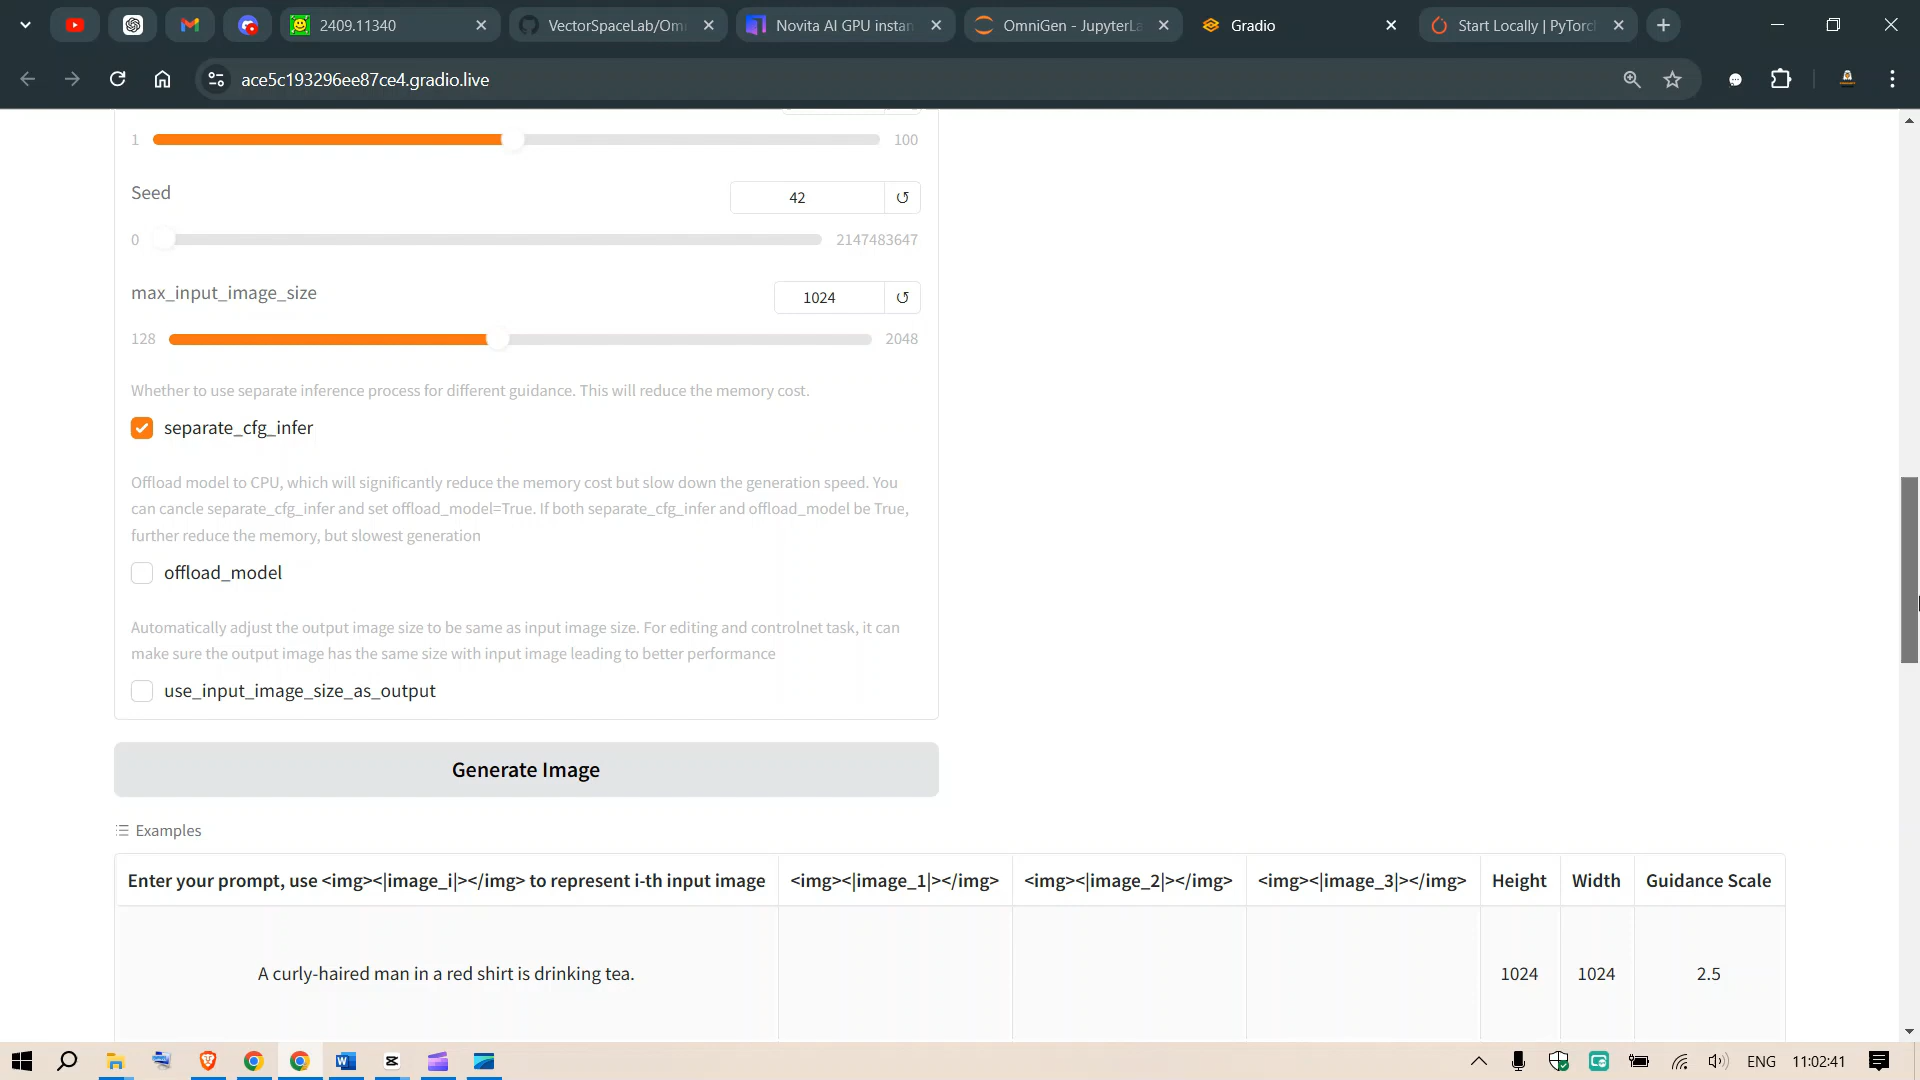 2409.11340
VectorSpaceLab/Om
Novita AI GPU instan
OmniGen - JupyterLa
Gradio
Start Locally | PyTorc
ace5c193296ee87ce4.gradio.live
1
100
Seed
42
0
2147483647
max_input_image_size
1024
128
2048
Whether to use separate inference process for different guidance. This will reduce the memory cost.
separate_cfg_infer
Offload model to CPU, which will significantly reduce the memory cost but slow down the generation speed. You
can cancle separate_cfg_infer and set offload_model=True. If both separate_cfg_infer and offload_model be True,
further reduce the memory, but slowest generation
offload_model
Automatically adjust the output image size to be same as input image size. For editing and controlnet task, it can
make sure the output image has the same size with input image leading to better performance
use_input_image_size_as_output
Generate Image
Examples
Enter your prompt, use <img><|image_i|></img> to represent i-th input image
<img><|image_1|></img>
<img><|image_2|></img>
<img><|image_3|></img>
Height
Width
Guidance Scale
A curly-haired man in a red shirt is drinking tea.
1024
1024
2.5
ENG
11:02:41